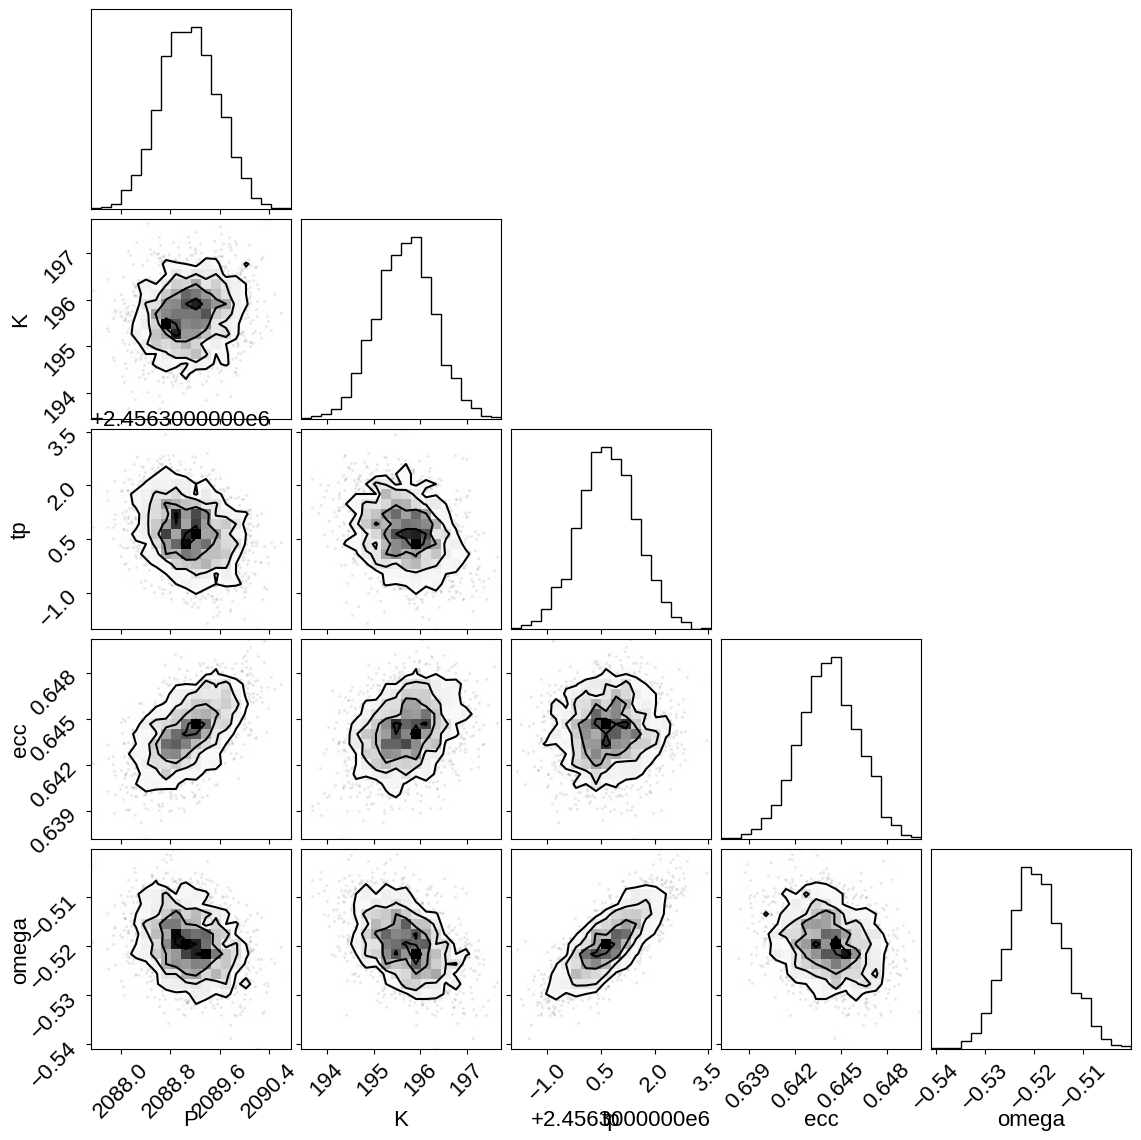 197
196
195
194
K
+2.4563000000e6
3.5
2.0
0.5
−1.0
tp
0.648
0.645
0.642
0.639
ecc
−0.51
−0.52
−0.53
−0.54
omega
2088.0 2088.8 2089.6 2090.4
194 195 196 197
−1.0 0.5 2.0 3.5
0.639 0.642 0.645 0.648
−0.54 −0.53 −0.52 −0.51
P K tp ecc omega
+2.4563000000e6